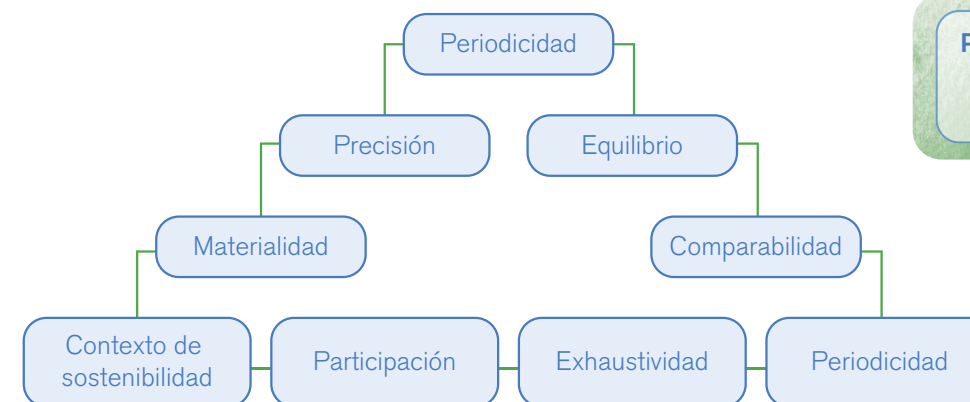 Periodicidad
P
Precisión
Equilibrio
Materialidad
Comparabilidad
Contexto de
sostenibilidad
Participación
Exhaustividad
Periodicidad